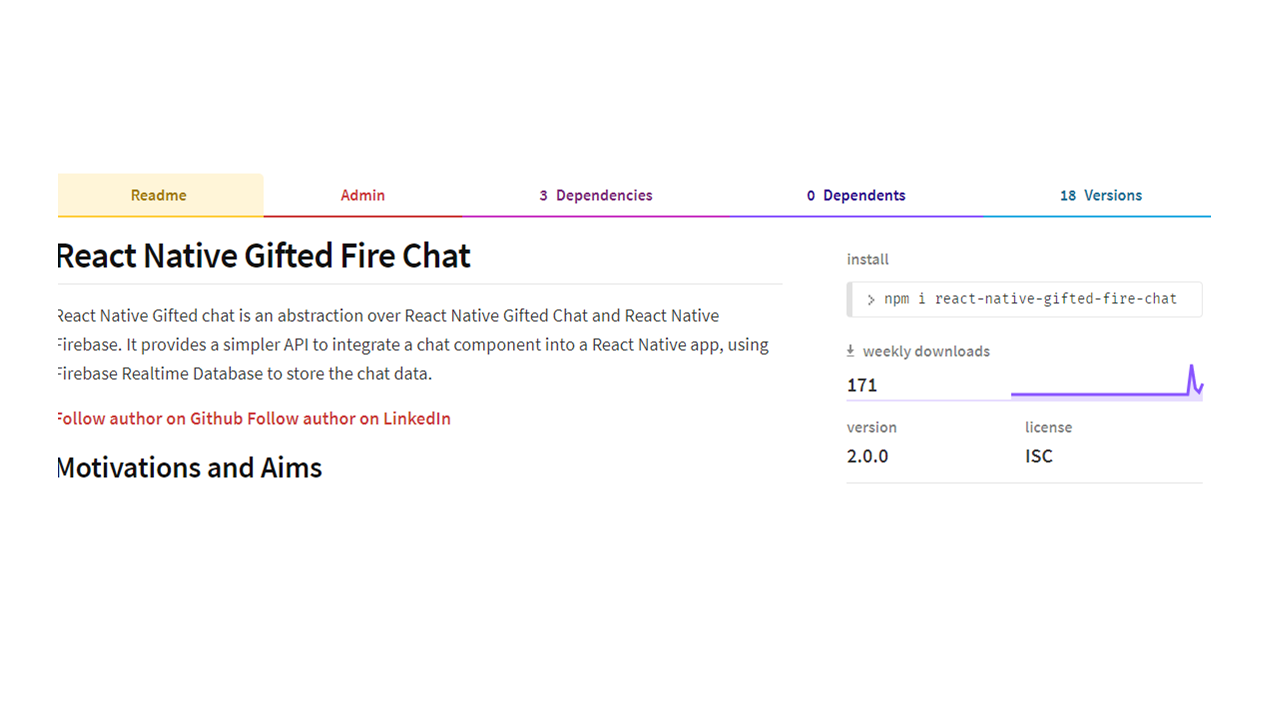 Readme Admin 3 Dependencies 0 Dependents 18 Versions
React Native Gifted Fire Chat
React Native Gifted chat is an abstraction over React Native Gifted Chat and React Native
Firebase. It provides a simpler API to integrate a chat component into a React Native app, using
Firebase Realtime Database to store the chat data.
Follow author on Github Follow author on LinkedIn
Motivations and Aims
install
> npm i react-native-gifted-fire-chat
weekly downloads
171
version license
2.0.0 ISC